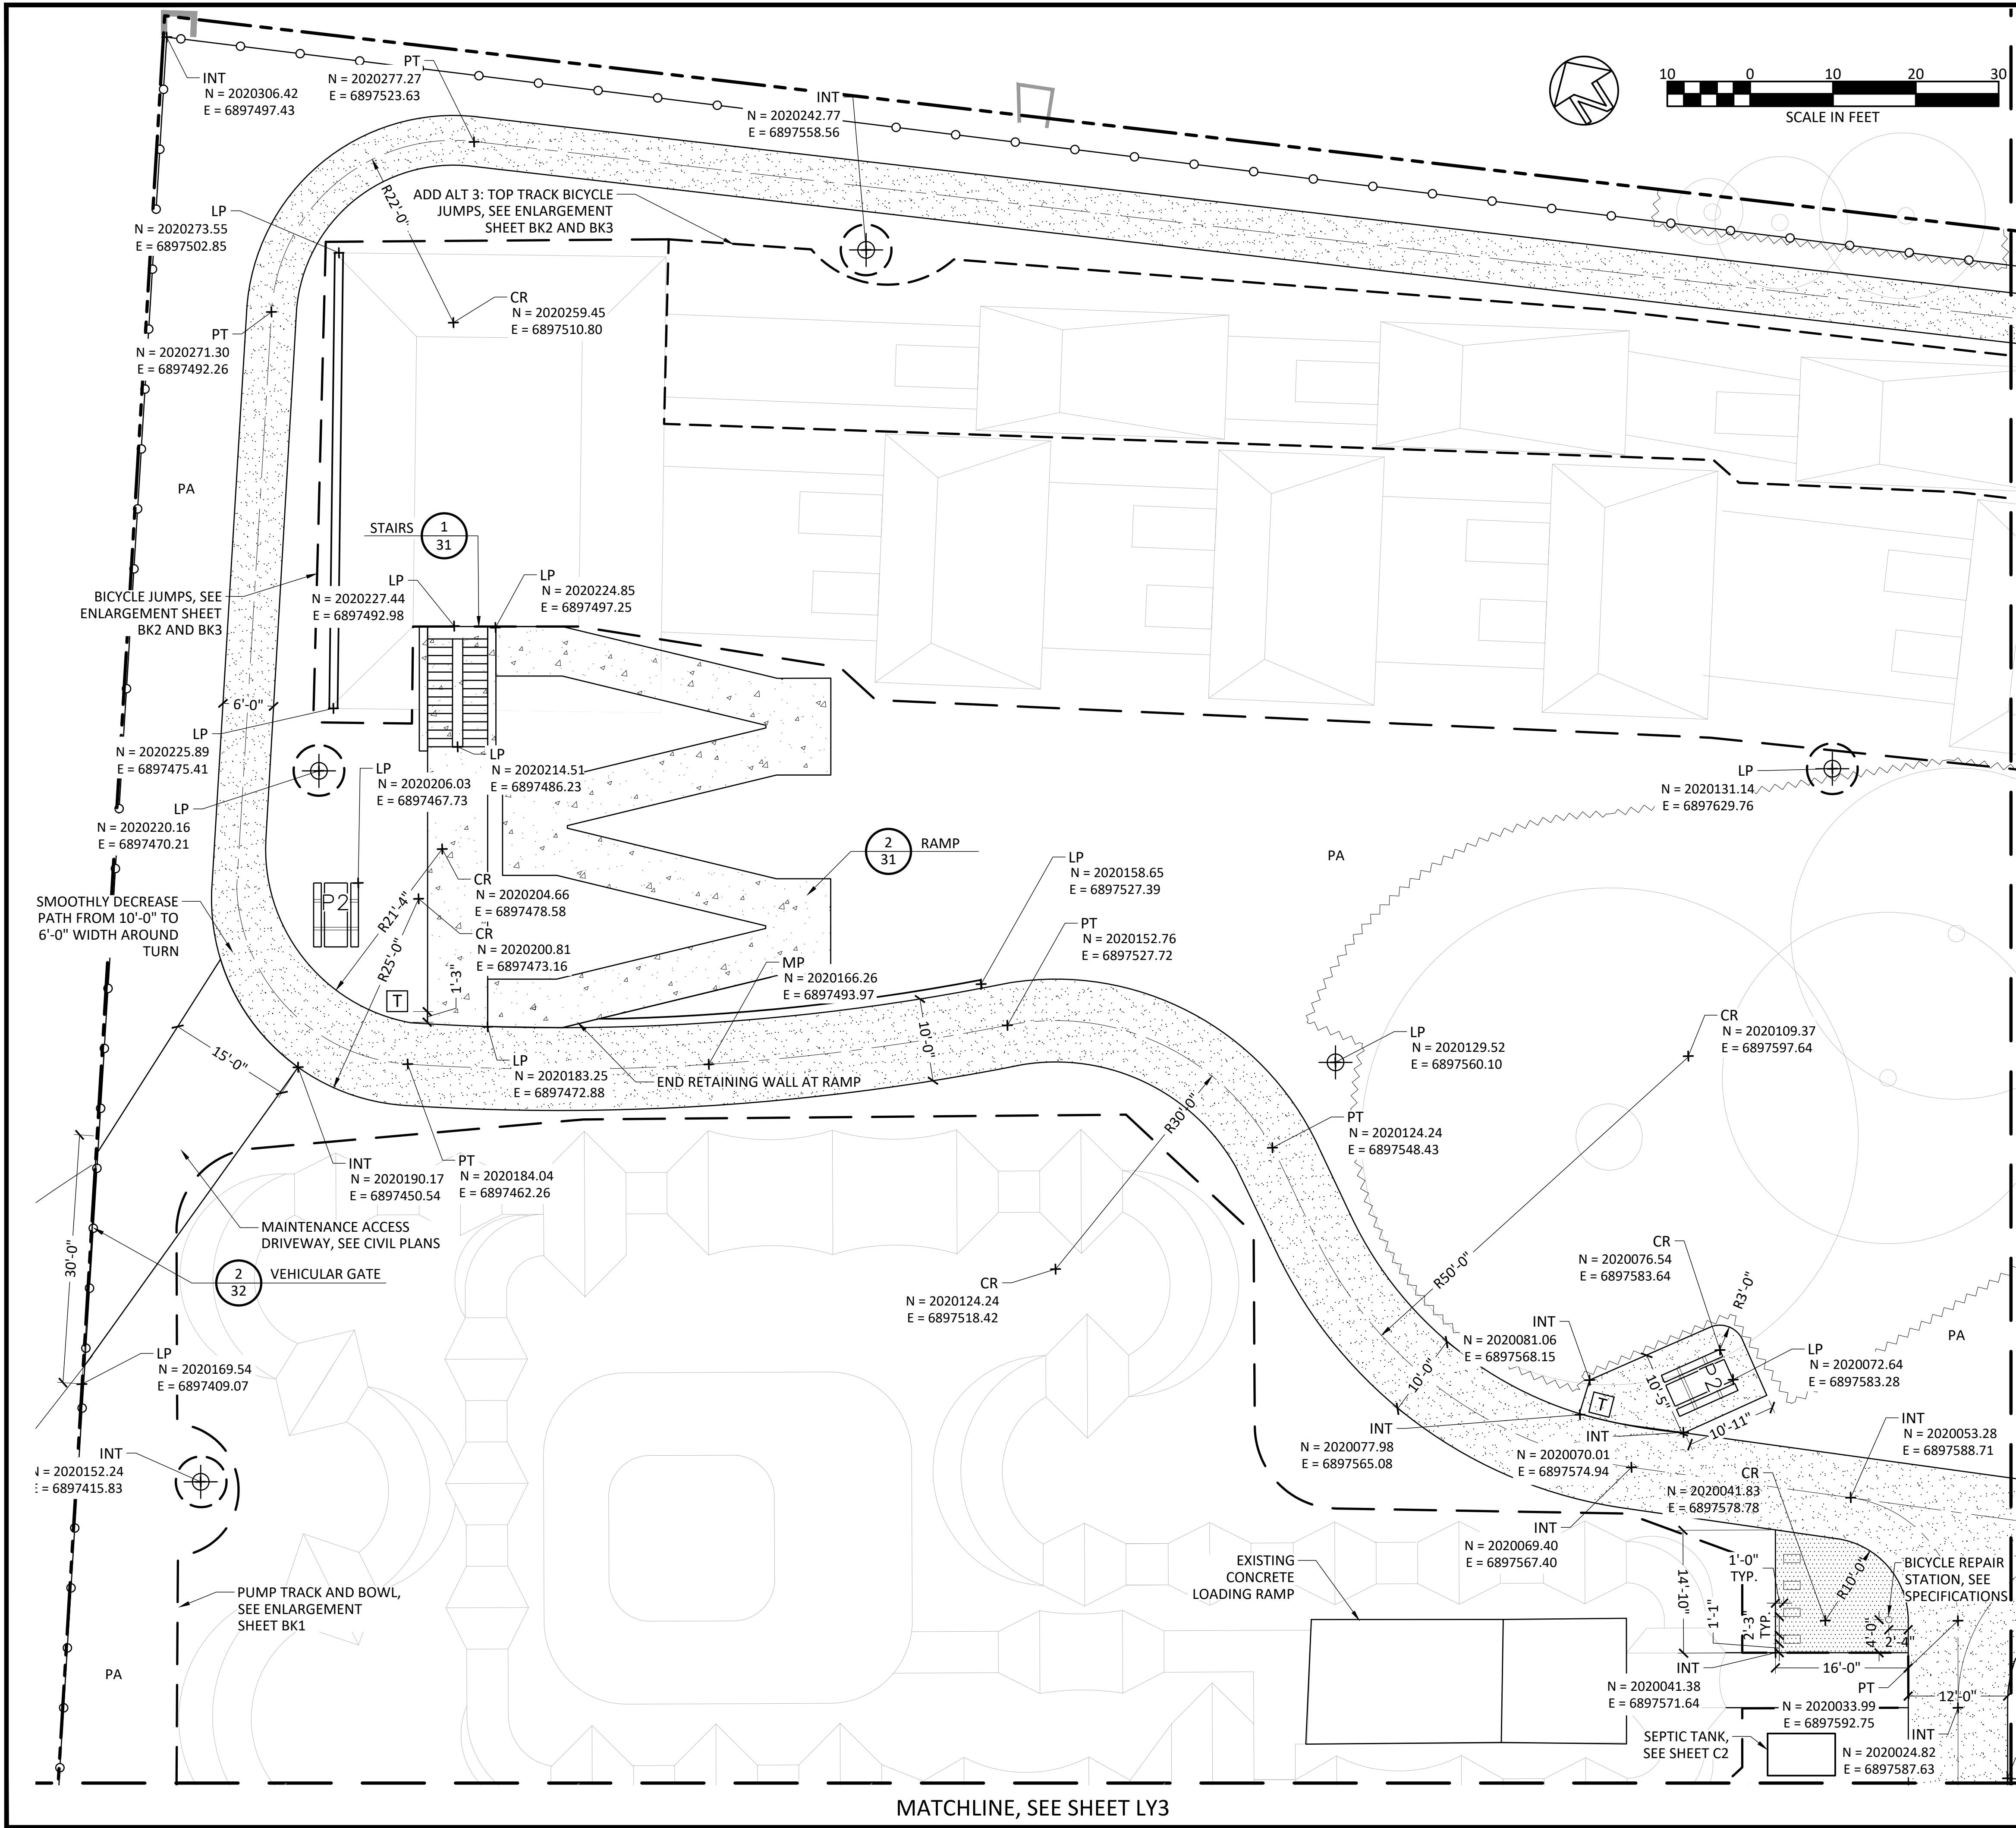 10 0 10 20 30
SCALE IN FEET
INT
N = 2020306.42
E = 6897497.43
PT
N = 2020277.27
E = 6897523.63
INT
N = 2020242.77
E = 6897558.56
R22'-0"
ADD ALT 3: TOP TRACK BICYCLE
JUMPS, SEE ENLARGEMENT
SHEET BK2 AND BK3
LP
N = 2020273.55
E = 6897502.85
CR
N = 2020259.45
E = 6897510.80
PT
N = 2020271.30
E = 6897492.26
PA
STAIRS
1
31
BICYCLE JUMPS, SEE
ENLARGEMENT SHEET
BK2 AND BK3
LP
N = 2020227.44
E = 6897492.98
LP
N = 2020224.85
E = 6897497.25
6'-0"
LP
N = 2020225.89
E = 6897475.41
LP
N = 2020220.16
E = 6897470.21
LP
N = 2020206.03
E = 6897467.73
LP
N = 2020214.51
E = 6897486.23
LP
N = 2020131.14
E = 6897629.76
2
31
RAMP
PA
SMOOTHLY DECREASE
PATH FROM 10'-0" TO
6'-0" WIDTH AROUND
TURN
P2
R21'-4"
R25'-0"
CR
N = 2020204.66
E = 6897478.58
CR
N = 2020200.81
E = 6897473.16
1'-3"
T
LP
N = 2020158.65
E = 6897527.39
PT
N = 2020152.76
E = 6897527.72
MP
N = 2020166.26
E = 6897493.97
10'-0"
15'-0"
LP
N = 2020183.25
E = 6897472.88
END RETAINING WALL AT RAMP
LP
N = 2020129.52
E = 6897560.10
CR
N = 2020109.37
E = 6897597.64
R30'-0"
PT
N = 2020124.24
E = 6897548.43
INT
N = 2020190.17
E = 6897450.54
PT
N = 2020184.04
E = 6897462.26
MAINTENANCE ACCESS
DRIVEWAY, SEE CIVIL PLANS
30'-0"
2
32
VEHICULAR GATE
CR
N = 2020124.24
E = 6897518.42
R50'-0"
CR
N = 2020076.54
E = 6897583.64
R3'-0"
INT
N = 2020081.06
E = 6897568.15
PA
LP
N = 2020169.54
E = 6897409.07
LP
N = 2020072.64
E = 6897583.28
P2
10'-5"
10'-11"
10'-0"
T
INT
N = 2020152.24
= 6897415.83
INT
N = 2020077.98
E = 6897565.08
INT
N = 2020070.01
E = 6897574.94
INT
N = 2020053.28
E = 6897588.71
CR
N = 2020041.83
E = 6897578.78
INT
N = 2020069.40
E = 6897567.40
EXISTING
CONCRETE
LOADING RAMP
PUMP TRACK AND BOWL,
SEE ENLARGEMENT
SHEET BK1
PA
1'-0"
TYP.
14'-10"
1'-1"
2'-3"
TYP.
R10'-0"
4'-0"
2'-4"
BICYCLE REPAIR
STATION, SEE
SPECIFICATIONS
16'-0"
INT
N = 2020041.38
E = 6897571.64
PT
N = 2020033.99
E = 6897592.75
12'-0"
SEPTIC TANK,
SEE SHEET C2
INT
N = 2020024.82
E = 6897587.63
MATCHLINE, SEE SHEET LY3